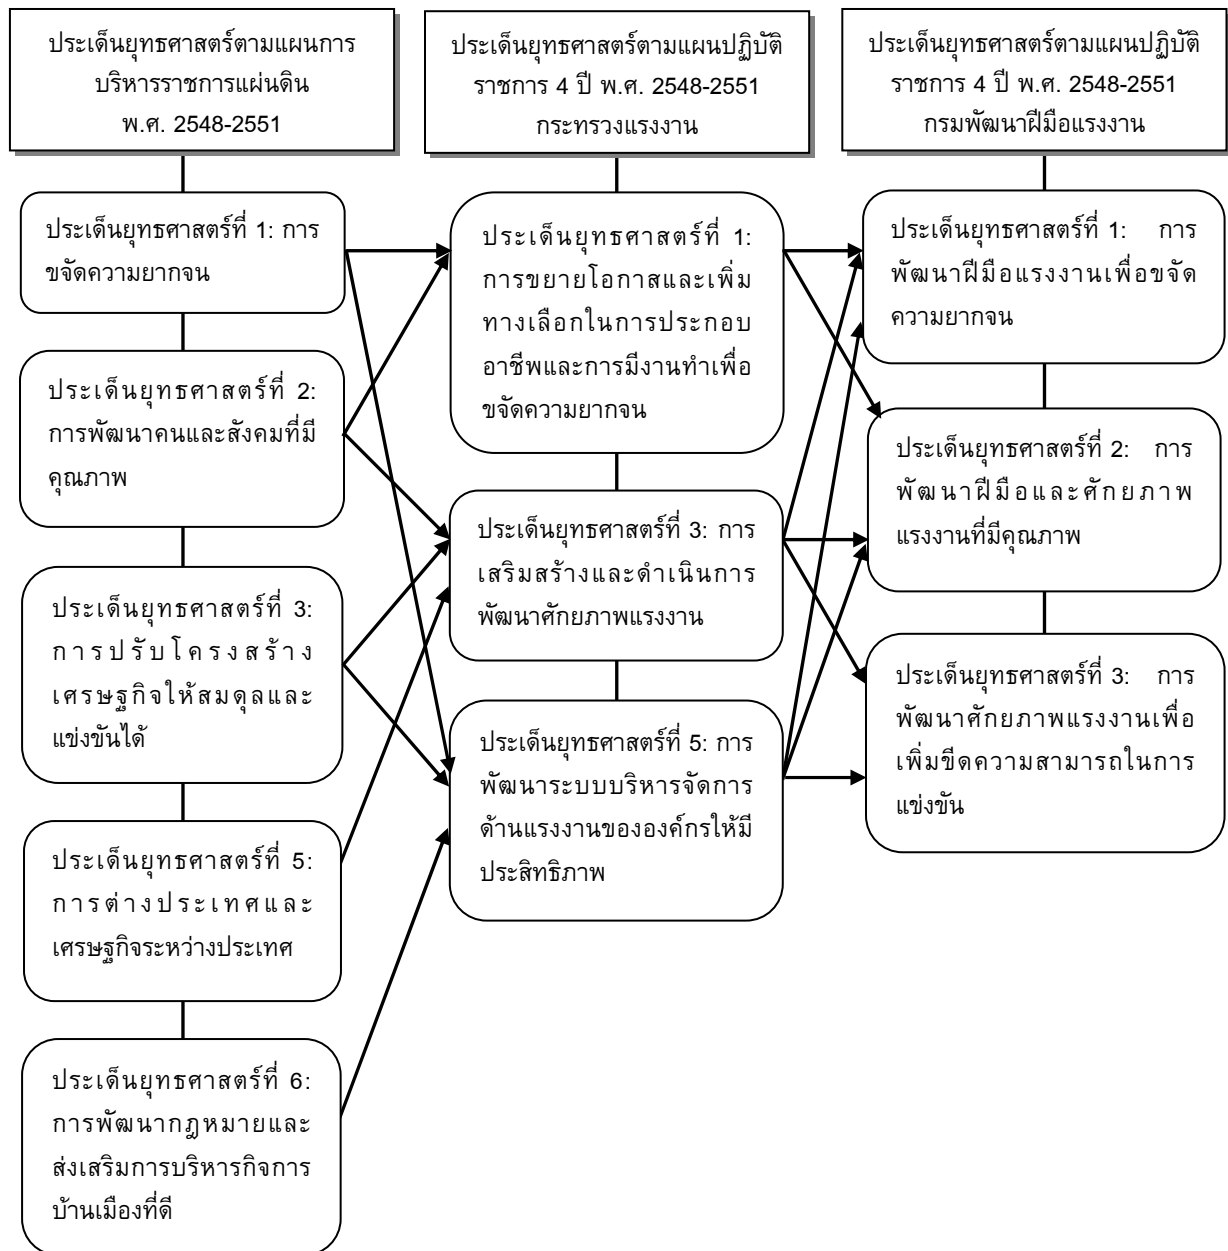 ประเด็นยุทธศาสตร์ตามแผนการ
บริหารราชการแผ่นดิน
พ.ศ. 2548-2551
ประเด็นยุทธศาสตร์ที่ 1: การ
ขจัดความยากจน
ประเด็นยุทธศาสตร์ที่ 2:
การพัฒนาคนและสังคมที่มี
คุณภาพ
ประเด็นยุทธศาสตร์ที่ 3:
การปรับโครงสร้าง
เศรษฐกิจให้สมดุลและ
แข่งขันได้
ประเด็นยุทธศาสตร์ที่ 5:
การต่างประเทศและ
เศรษฐกิจระหว่างประเทศ
ประเด็นยุทธศาสตร์ที่ 6:
การพัฒนากฎหมายและ
ส่งเสริมการบริหารกิจการ
บ้านเมืองที่ดี
ประเด็นยุทธศาสตร์ตามแผนปฏิบัติ
ราชการ 4 ปี พ.ศ. 2548-2551
กระทรวงแรงงาน
ประเด็นยุทธศาสตร์ที่ 1:
การขยายโอกาสและเพิ่ม
ทางเลือกในการประกอบ
อาชีพและการมีงานทำเพื่อ
ขจัดความยากจน
ประเด็นยุทธศาสตร์ที่ 3: การ
เสริมสร้างและดำเนินการ
พัฒนาศักยภาพแรงงาน
ประเด็นยุทธศาสตร์ที่ 5: การ
พัฒนาระบบบริหารจัดการ
ด้านแรงงานขององค์กรให้มี
ประสิทธิภาพ
ประเด็นยุทธศาสตร์ตามแผนปฏิบัติ
ราชการ 4 ปี พ.ศ. 2548-2551
กรมพัฒนาฝีมือแรงงาน
ประเด็นยุทธศาสตร์ที่ 1: การ
พัฒนาฝีมือแรงงานเพื่อขจัด
ความยากจน
ประเด็นยุทธศาสตร์ที่ 2: การ
พัฒนาฝีมือและศักยภาพ
แรงงานที่มีคุณภาพ
ประเด็นยุทธศาสตร์ที่ 3: การ
พัฒนาศักยภาพแรงงานเพื่อ
เพิ่มขีดความสามารถในการ
แข่งขัน